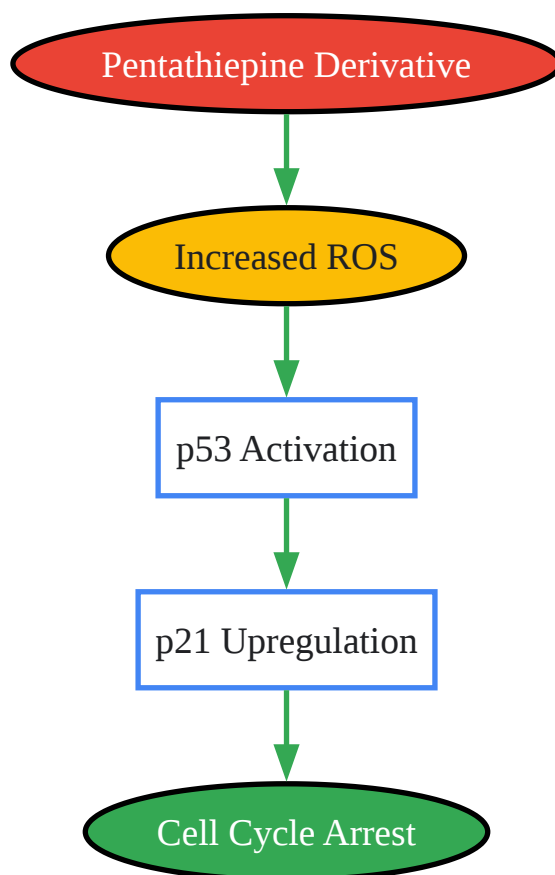 Pentathiepine Derivative
Increased ROS
p53 Activation
p21 Upregulation
Cell Cycle Arrest